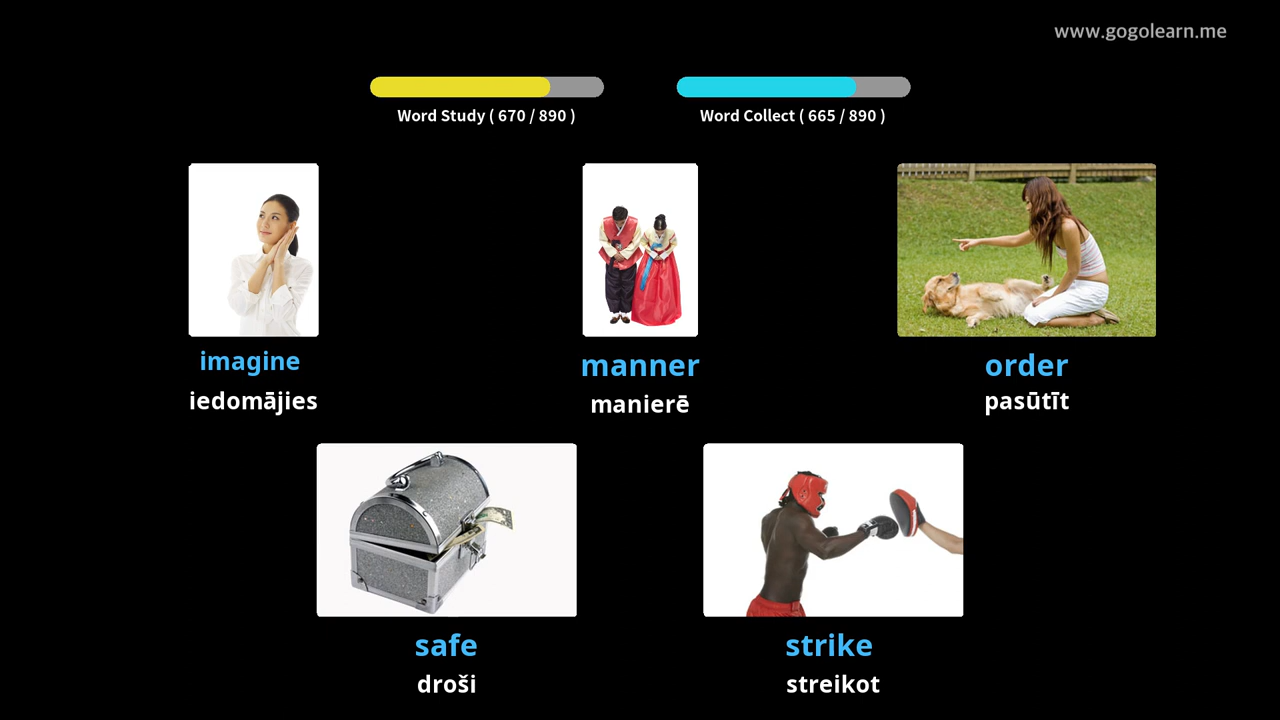 www.gogolearn.me
Word Study ( 670 / 890 )
Word Collect ( 665 / 890 )
imagine
iedomājies
manner
manierē
order
pasūtīt
safe
droši
strike
streikot